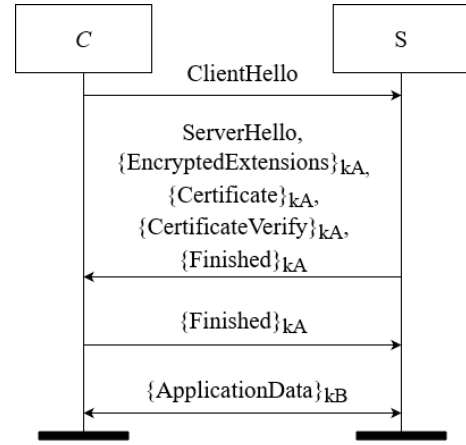 C
S
ClientHello
ServerHello,
{EncryptedExtensions}kA,
{Certificate}kA,
{CertificateVerify}kA,
{Finished}kA
{Finished}kA
{ApplicationData}kB